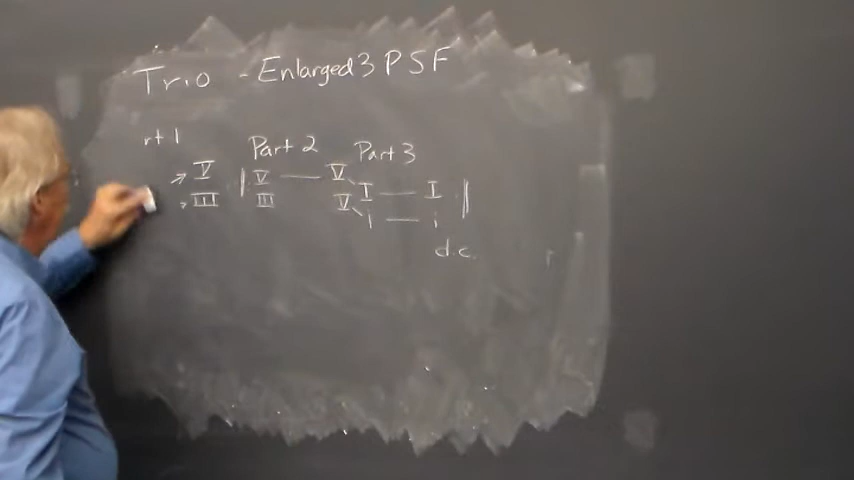 Trio - Enlarged 3 PSF
rt 1 Part 2 Part 3
→ V |: V — V I — I ||
→ III III V i — i
d.c.